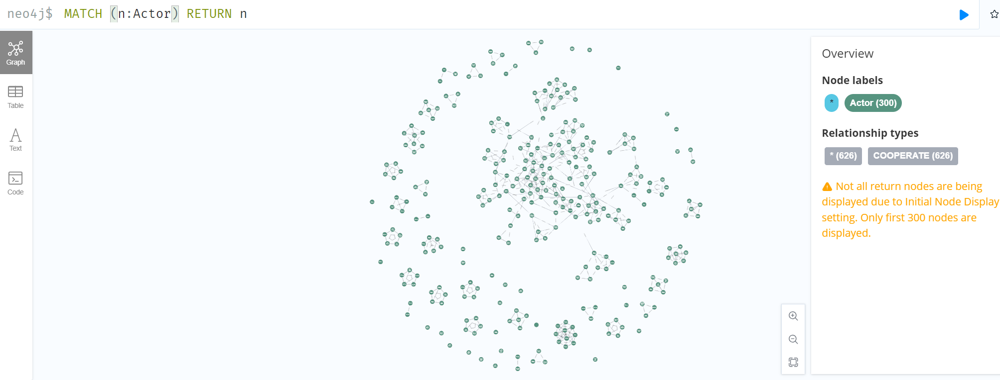 neo4j$ MATCH (n:Actor) RETURN n
Graph
Table
Text
Code
Overview
Node labels
* Actor (300)
Relationship types
* (626) COOPERATE (626)
Not all return nodes are being
displayed due to Initial Node Display
setting. Only first 300 nodes are
displayed.